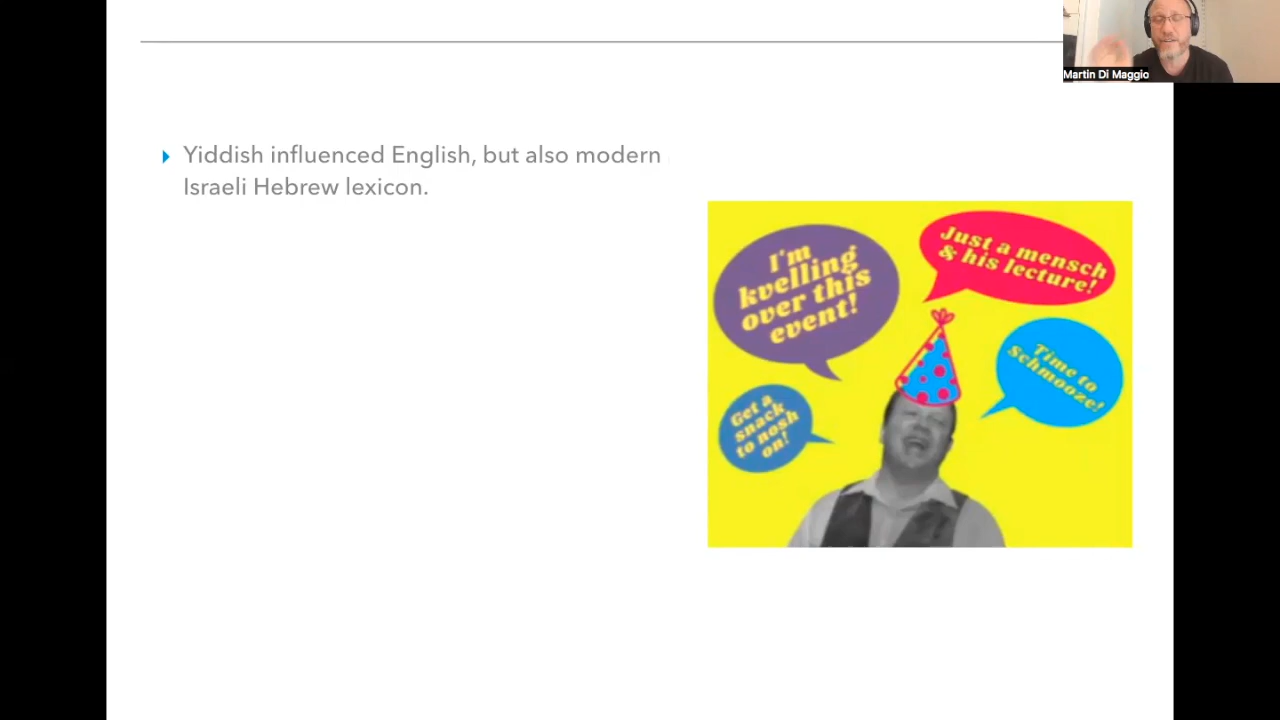 Martin Di Maggio
Yiddish influenced English, but also modern
Israeli Hebrew lexicon.
I'm
kvelling
over this
event!
Just a mensch
& his lecture!
Time to
Schmooze!
Get a
snack
to nosh
on!